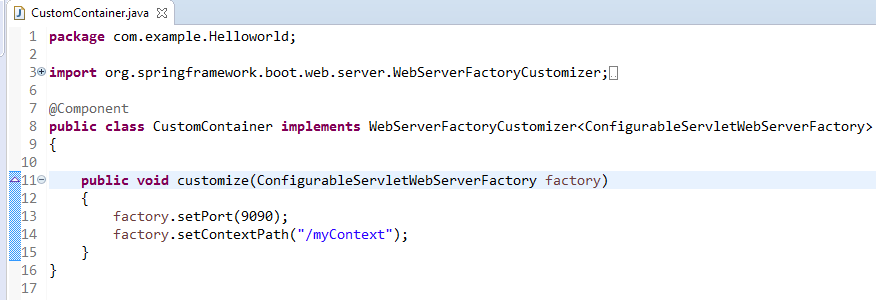 CustomContainer.java
1 package com.example.Helloworld;
2
3 import org.springframework.boot.web.server.WebServerFactoryCustomizer;
6
7 @Component
8 public class CustomContainer implements WebServerFactoryCustomizer<ConfigurableServletWebServerFactory>
9 {
10
11 public void customize(ConfigurableServletWebServerFactory factory)
12 {
13 factory.setPort(9090);
14 factory.setContextPath("/myContext");
15 }
16 }
17